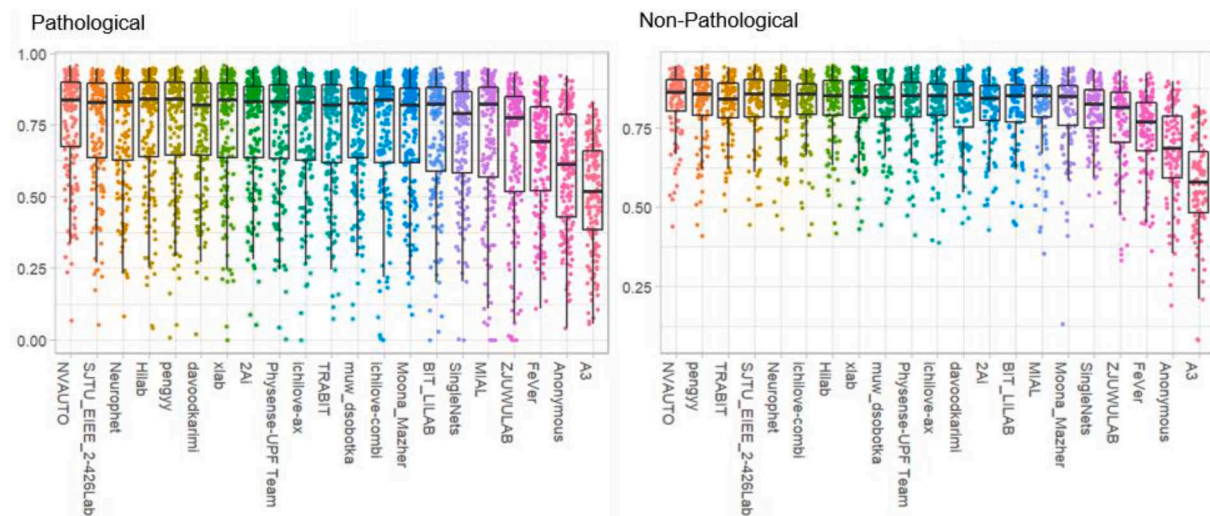 Pathological
Non-Pathological
1.00
0.75
0.50
0.25
0.00
0.75
0.50
0.25
NVAUTO
SJTU_EIEE_2-426Lab
Neurophet
Hilab
pengyy
davoodkarimi
xlab
2Ai
Physense-UPF Team
ichilove-ax
TRABIT
muw_dsobotka
ichilove-combi
Moona_Mazher
BIT_LILAB
SingleNets
MIAL
ZJUWULAB
FeVer
Anonymous
A3
NVAUTO
pengyy
TRABIT
SJTU_EIEE_2-426Lab
Neurophet
ichilove-combi
Hilab
xlab
muw_dsobotka
Physense-UPF Team
ichilove-ax
davoodkarimi
2Ai
BIT_LILAB
MIAL
Moona_Mazher
SingleNets
ZJUWULAB
FeVer
Anonymous
A3